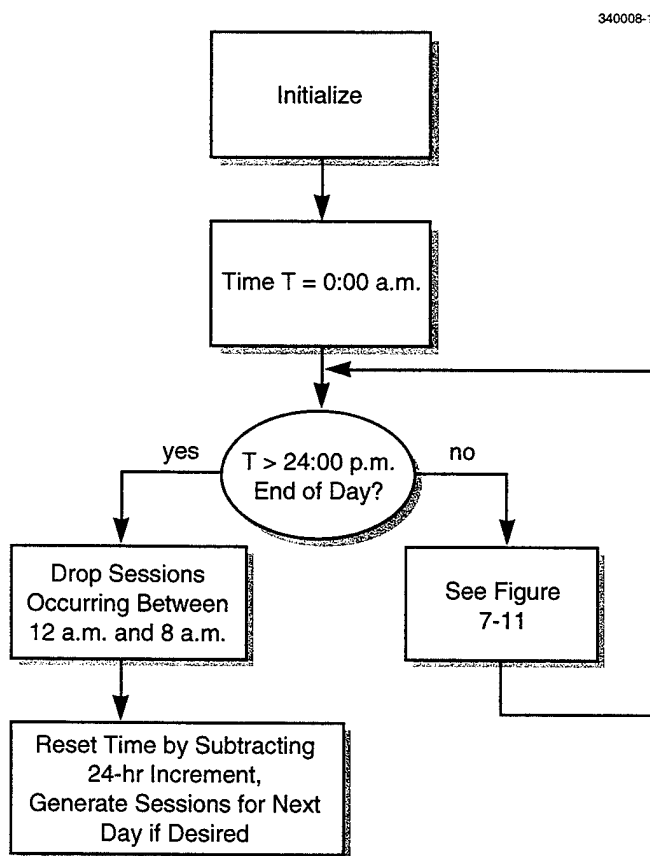 340008-1
Initialize
Time T = 0:00 a.m.
T > 24:00 p.m.
End of Day?
yes
no
Drop Sessions
Occurring Between
12 a.m. and 8 a.m.
See Figure
7-11
Reset Time by Subtracting
24-hr Increment,
Generate Sessions for Next
Day if Desired